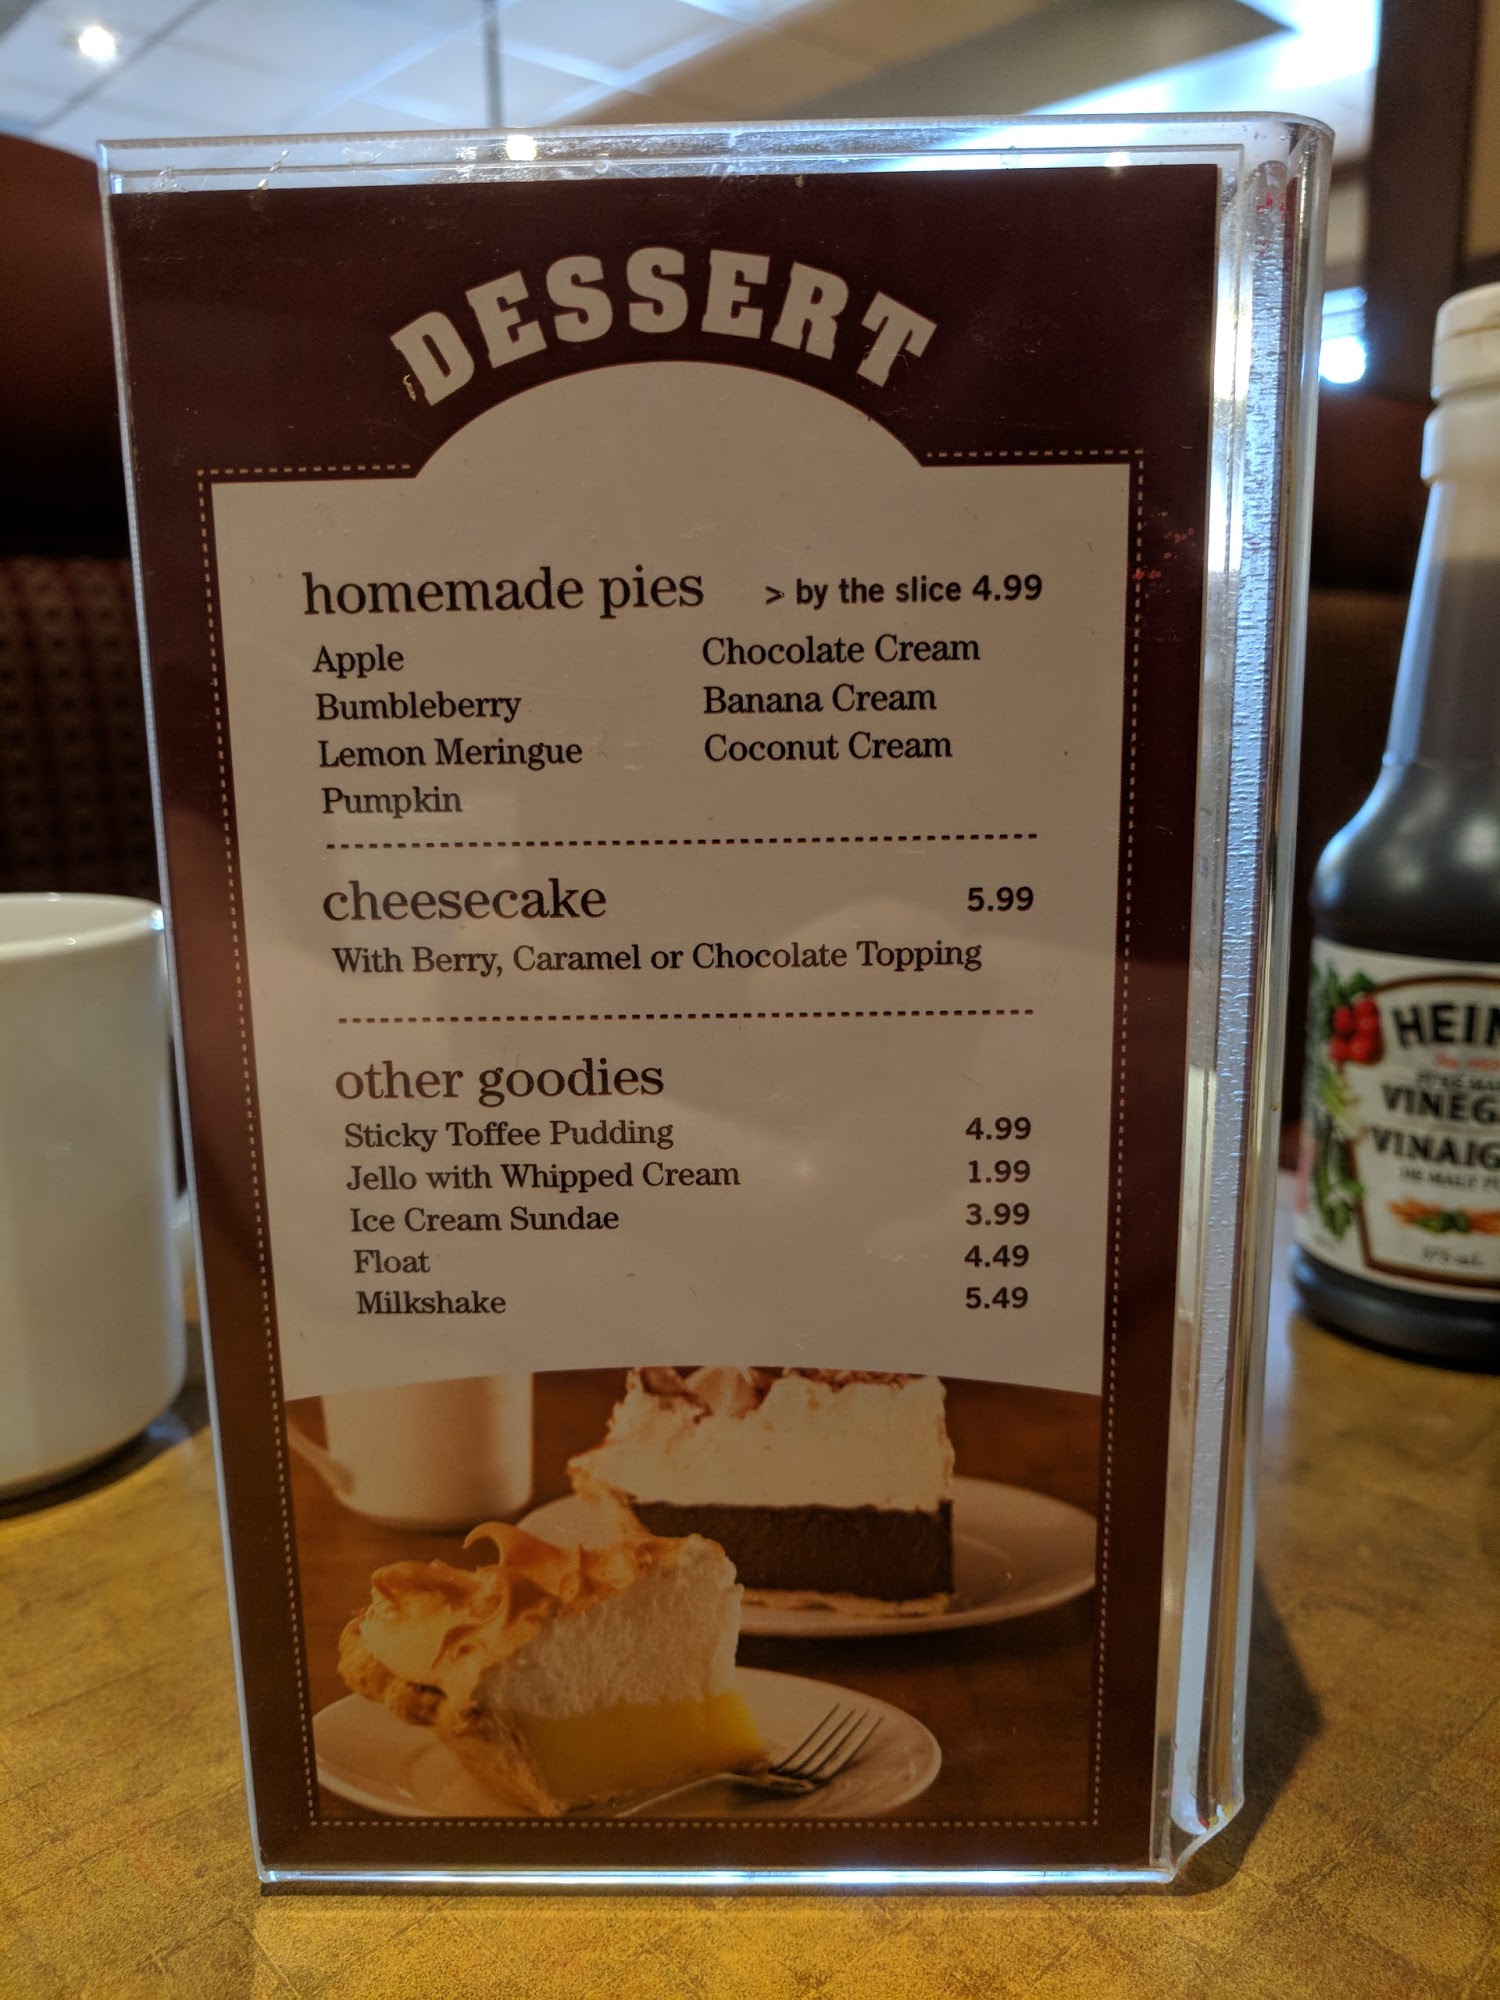 DESSERT
homemade pies > by the slice 4.99
Apple
Bumbleberry
Lemon Meringue
Pumpkin
Chocolate Cream
Banana Cream
Coconut Cream
cheesecake 5.99
With Berry, Caramel or Chocolate Topping
other goodies
Sticky Toffee Pudding 4.99
Jello with Whipped Cream 1.99
Ice Cream Sundae 3.99
Float 4.49
Milkshake 5.49
HEIN
VINEG
VINAIG